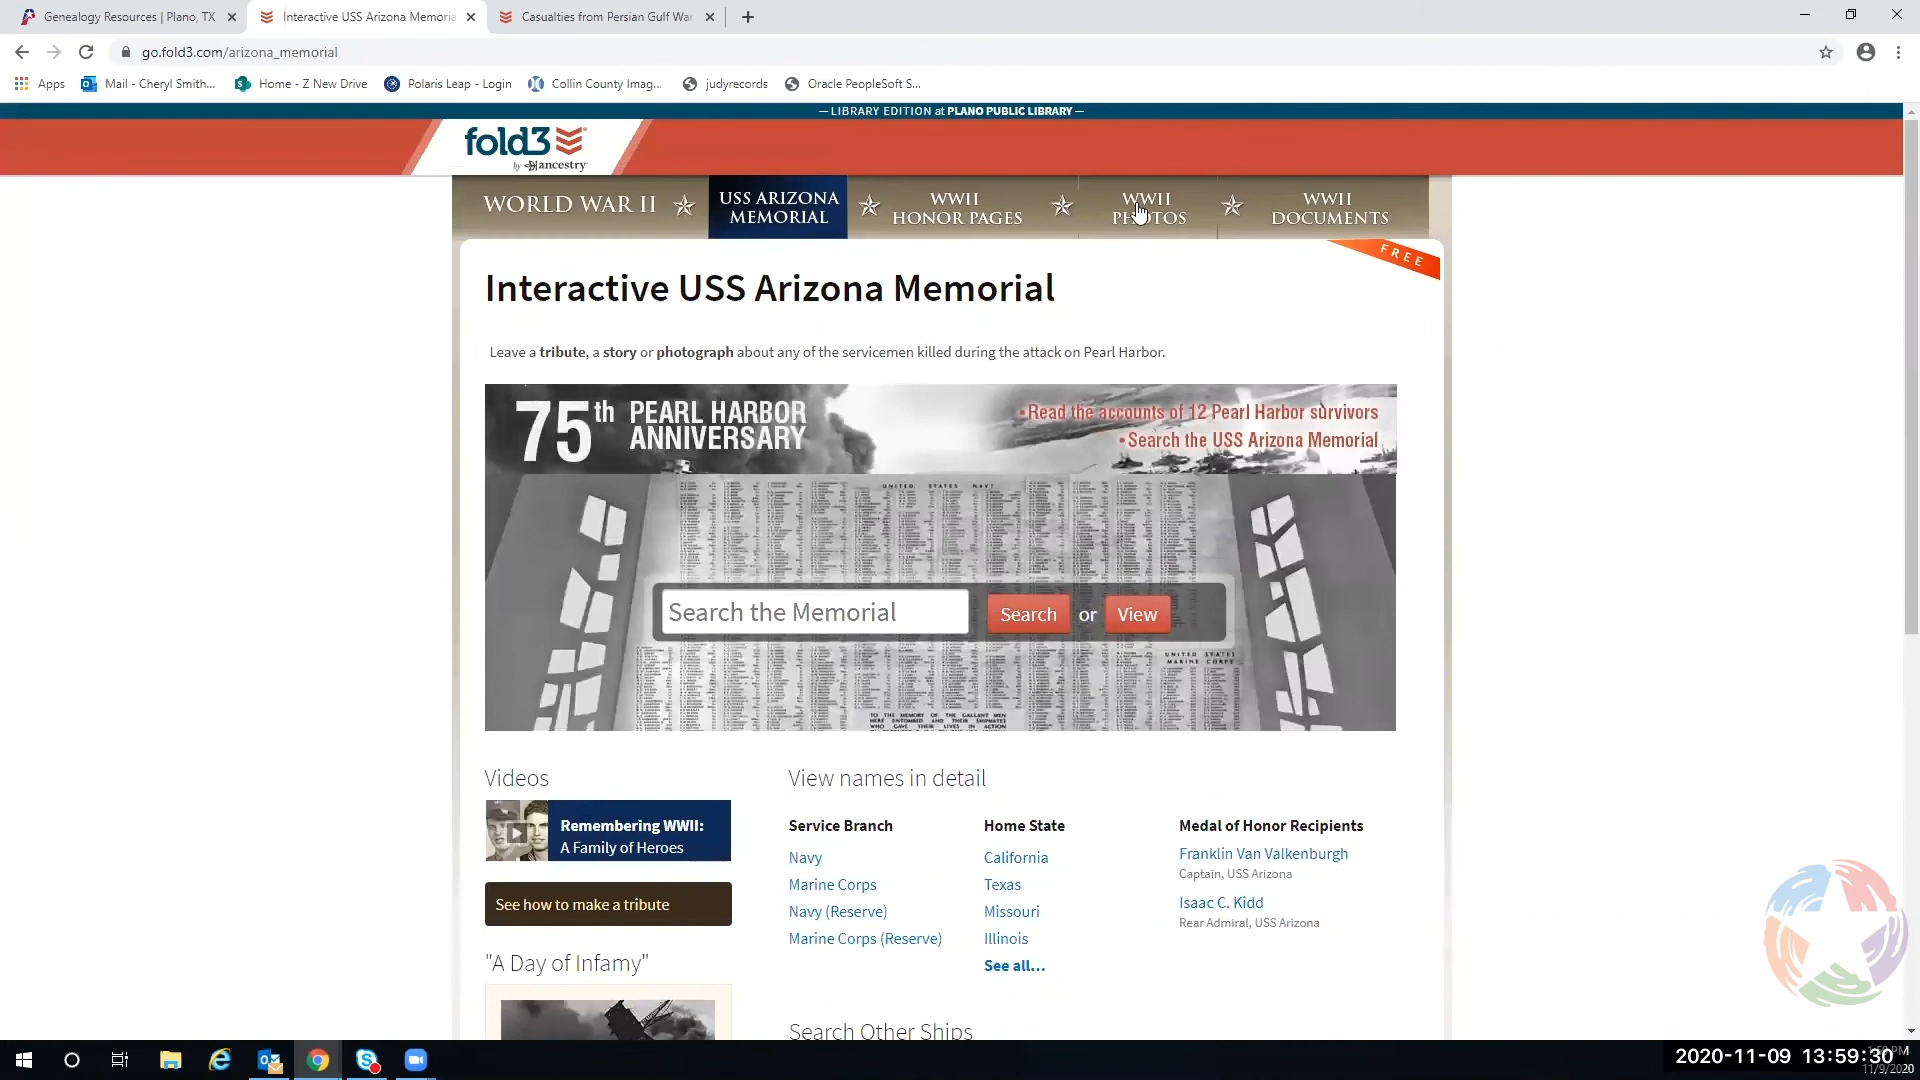 Genealogy Resources | Plano, TX
Interactive USS Arizona Memoria
Casualties from Persian Gulf War
go.fold3.com/arizona_memorial
Apps
Mail - Cheryl Smith...
Home - Z New Drive
Polaris Leap - Login
Collin County Imag...
judyrecords
Oracle PeopleSoft S...
— LIBRARY EDITION at PLANO PUBLIC LIBRARY —
fold3
by ancestry
WORLD WAR II
USS ARIZONA
MEMORIAL
WWII
HONOR PAGES
WWII
PHOTOS
WWII
DOCUMENTS
FREE
Interactive USS Arizona Memorial
Leave a tribute, a story or photograph about any of the servicemen killed during the attack on Pearl Harbor.
75th PEARL HARBOR
ANNIVERSARY
•Read the accounts of 12 Pearl Harbor survivors
•Search the USS Arizona Memorial
UNITED STATES NAVY
Search the Memorial
Search
or
View
UNITED STATES
MARINE CORPS
TO THE MEMORY OF THE GALLANT MEN
HERE ENTOMBED AND THEIR SHIPMATES
WHO GAVE THEIR LIVES IN ACTION
Videos
Remembering WWII:
A Family of Heroes
See how to make a tribute
"A Day of Infamy"
View names in detail
Service Branch
Navy
Marine Corps
Navy (Reserve)
Marine Corps (Reserve)
Home State
California
Texas
Missouri
Illinois
See all...
Medal of Honor Recipients
Franklin Van Valkenburgh
Captain, USS Arizona
Isaac C. Kidd
Rear Admiral, USS Arizona
Search Other Ships
2020-11-09 13:59:30
11/9/2020